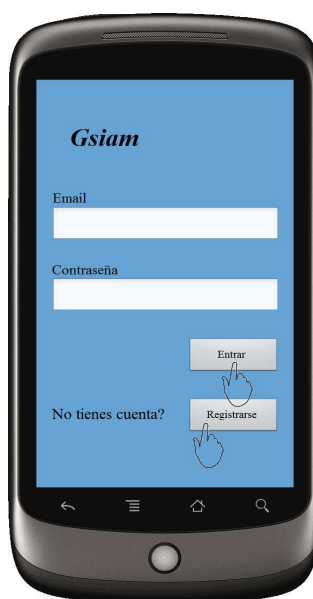 Gsiam
Email
Contraseña
Entrar
No tienes cuenta? Registrarse